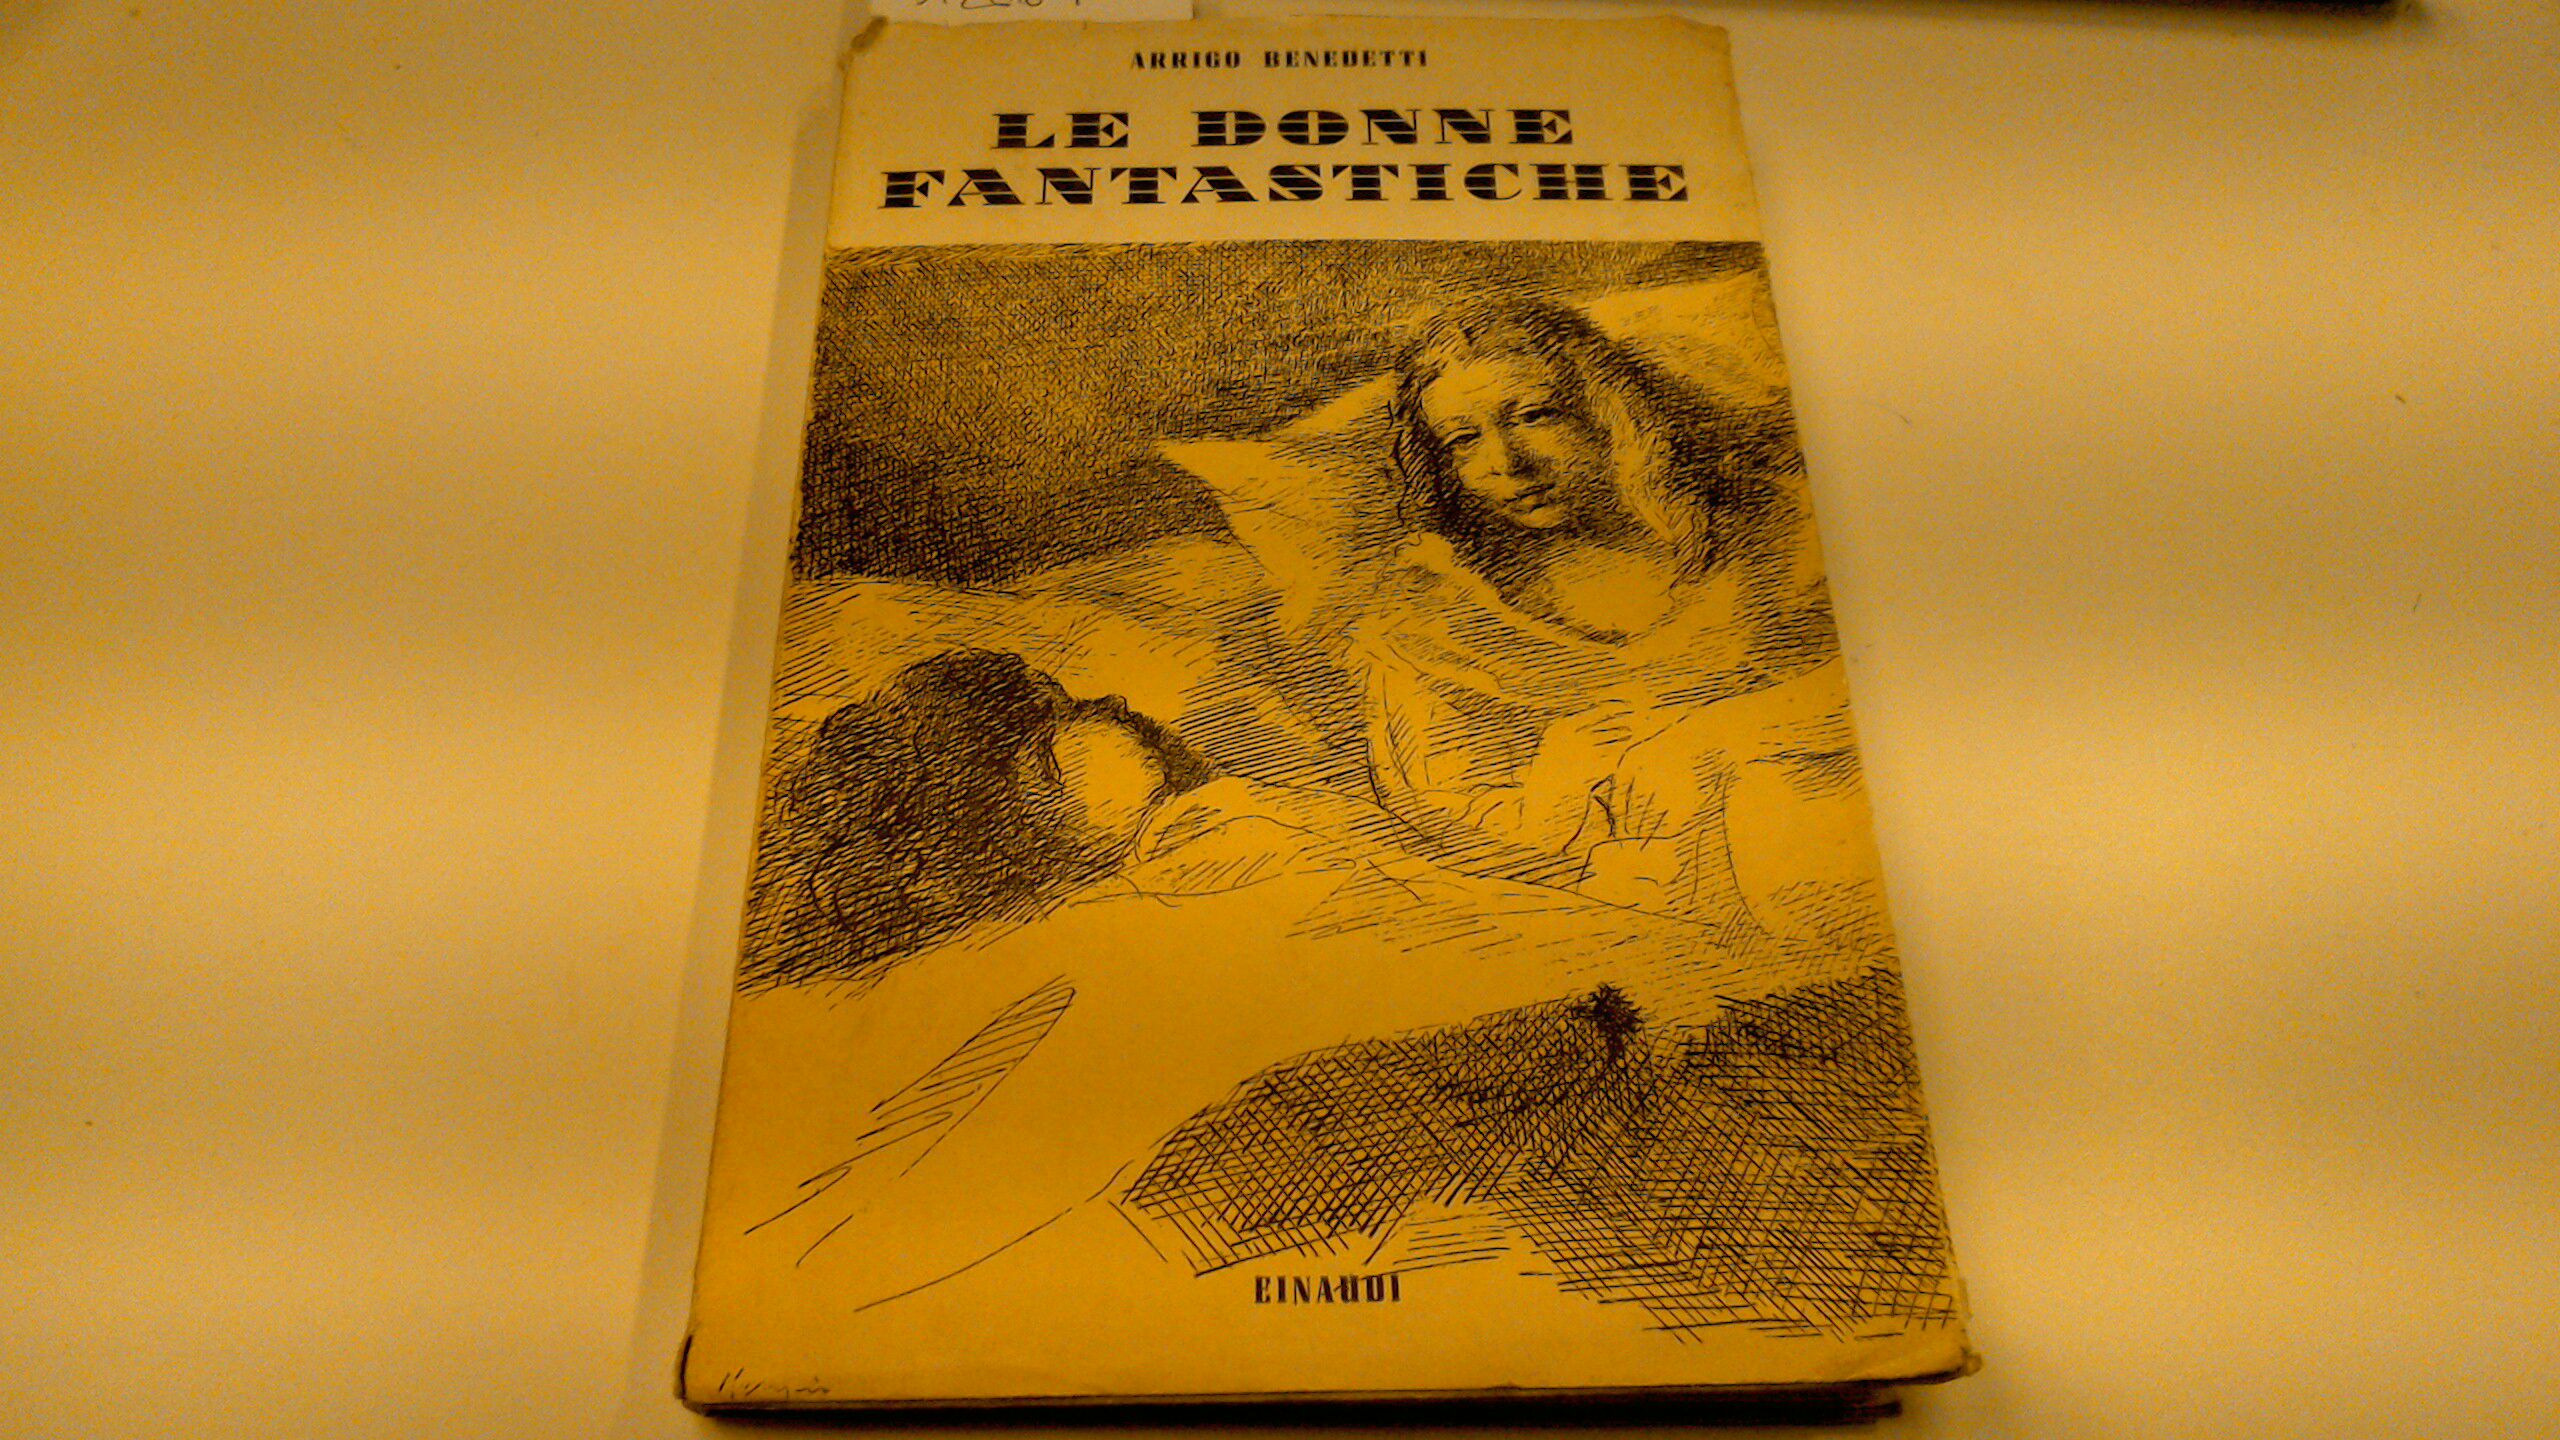 ARRIGO BENEDETTI
LE DONNE
FANTASTICHE
EINAUDI